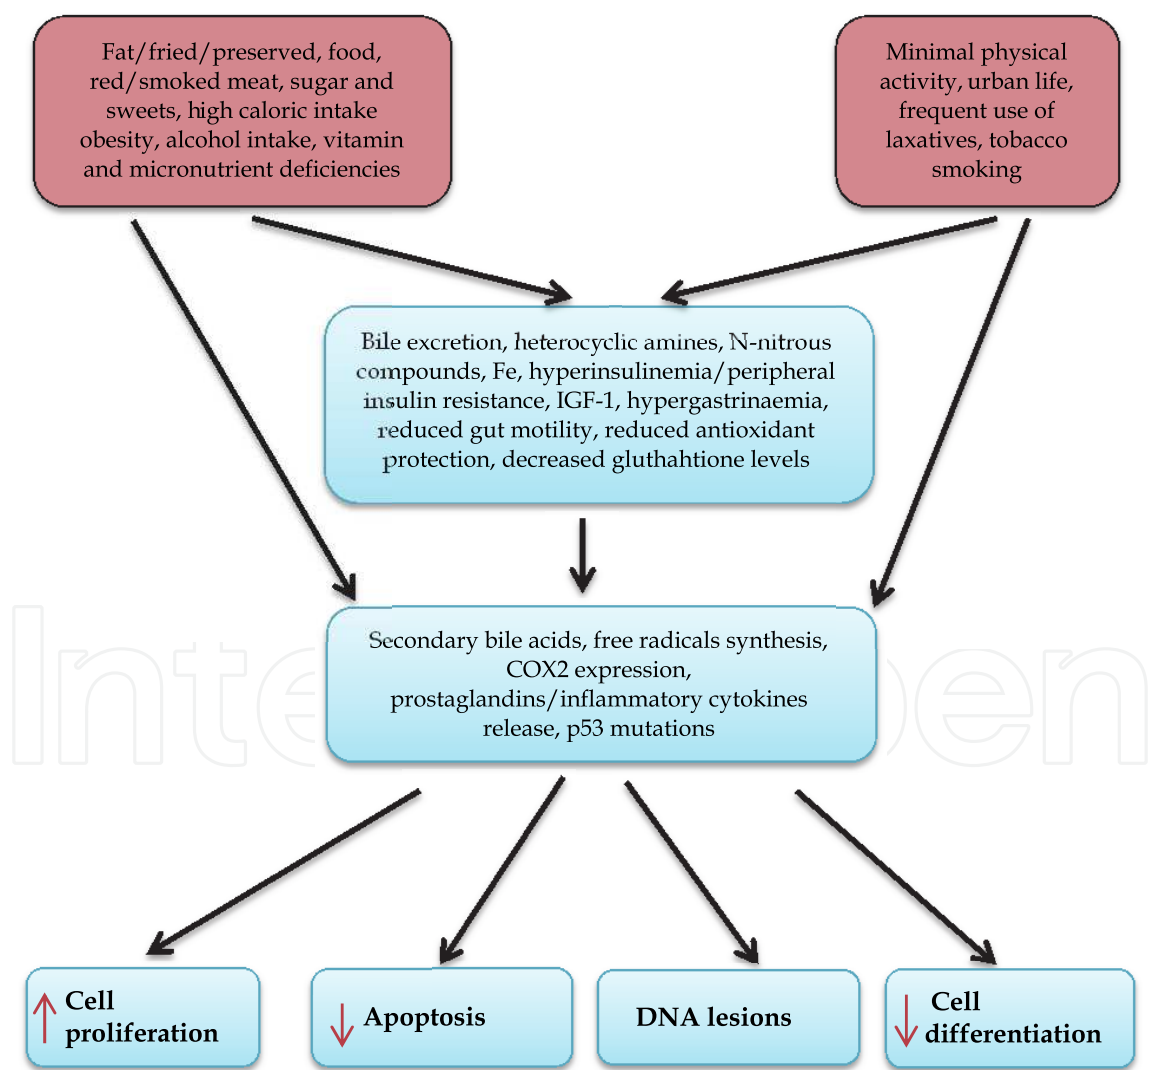 Fat/fried/preserved, food,
red/smoked meat, sugar and
sweets, high caloric intake
obesity, alcohol intake, vitamin
and micronutrient deficiencies
Minimal physical
activity, urban life,
frequent use of
laxatives, tobacco
smoking
Bile excretion, heterocyclic amines, N-nitrous
compounds, Fe, hyperinsulinemia/peripheral
insulin resistance, IGF-1, hypergastrinaemia,
reduced gut motility, reduced antioxidant
protection, decreased gluthahtione levels
Secondary bile acids, free radicals synthesis,
COX2 expression,
prostaglandins/inflammatory cytokines
release, p53 mutations
Cell
proliferation
Apoptosis
DNA lesions
Cell
differentiation